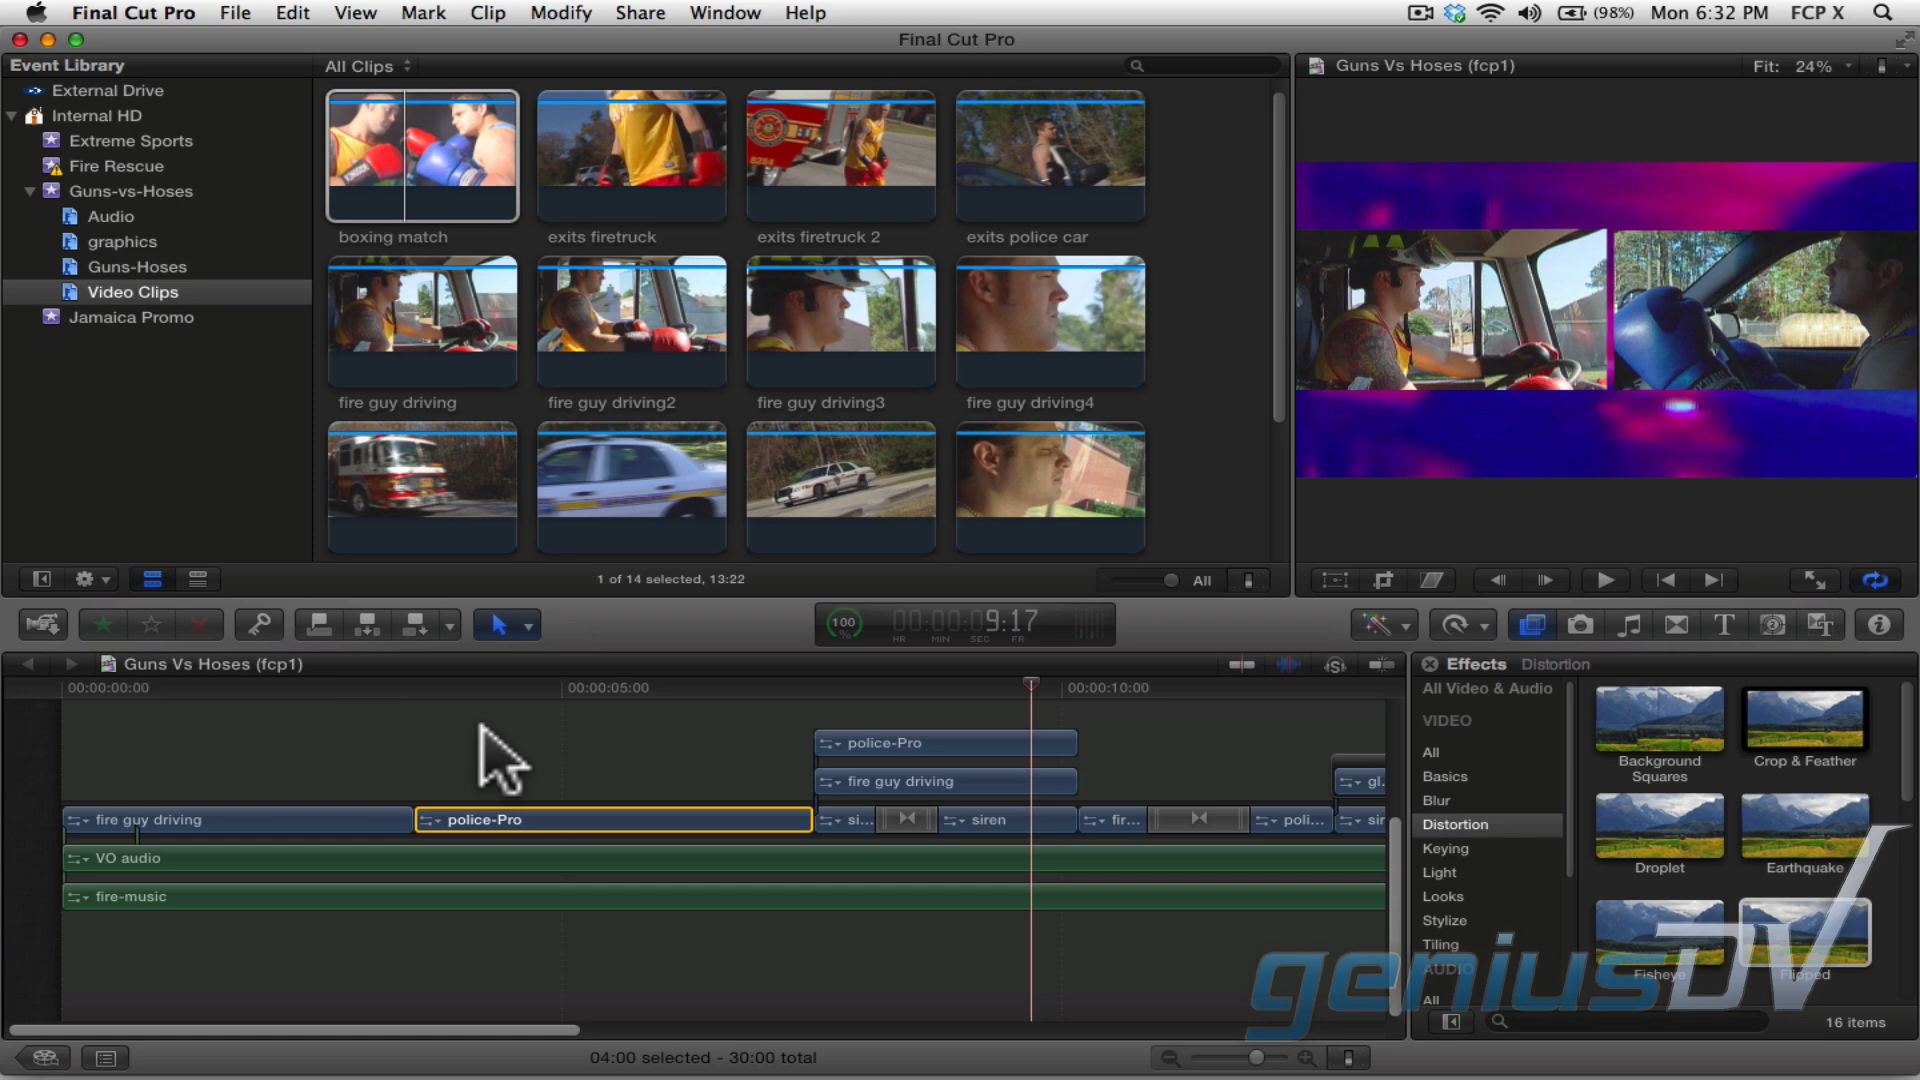 Final Cut Pro File Edit View Mark Clip Modify Share Window Help (98%) Mon 6:32 PM FCP X
Final Cut Pro
Event Library
All Clips
Guns Vs Hoses (fcp1)
Fit: 24%
External Drive
Internal HD
Extreme Sports
Fire Rescue
Guns-vs-Hoses
Audio
graphics
Guns-Hoses
Video Clips
Jamaica Promo
boxing match
exits firetruck
exits firetruck 2
exits police car
fire guy driving
fire guy driving2
fire guy driving3
fire guy driving4
1 of 14 selected, 13:22
All
100
%
00:00:09:17
HR MIN SEC FR
Guns Vs Hoses (fcp1)
00:00:00:00
00:00:05:00
00:00:10:00
police-Pro
fire guy driving
gl...
fire guy driving
police-Pro
si...
siren
fir...
poli...
sir
VO audio
fire-music
04:00 selected - 30:00 total
Effects Distortion
All Video & Audio
VIDEO
All
Basics
Blur
Distortion
Keying
Light
Looks
Stylize
Tiling
AUDIO
All
Background
Squares
Crop & Feather
Droplet
Earthquake
Fisheye
Flipped
16 items
geniusDV